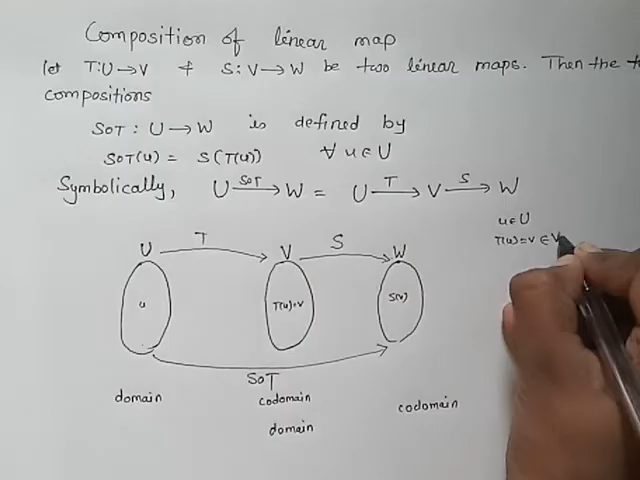 Composition of linear map
let T:U→V & S:V→W be two linear maps. Then the
compositions
SoT : U → W is defined by
SoT(u) = S(T(u)) ∀ u ∈ U
Symbolically, U —SoT→ W = U —T→ V —S→ W
u ∈ U
T(u)=v ∈ V
U T V S W
u T(u)=v S(v)
SoT
domain codomain codomain
domain